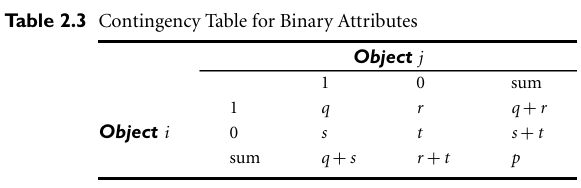 Table 2.3 Contingency Table for Binary Attributes
Object j
1 0 sum
1 q r q + r
Object i 0 s t s + t
sum q + s r + t p